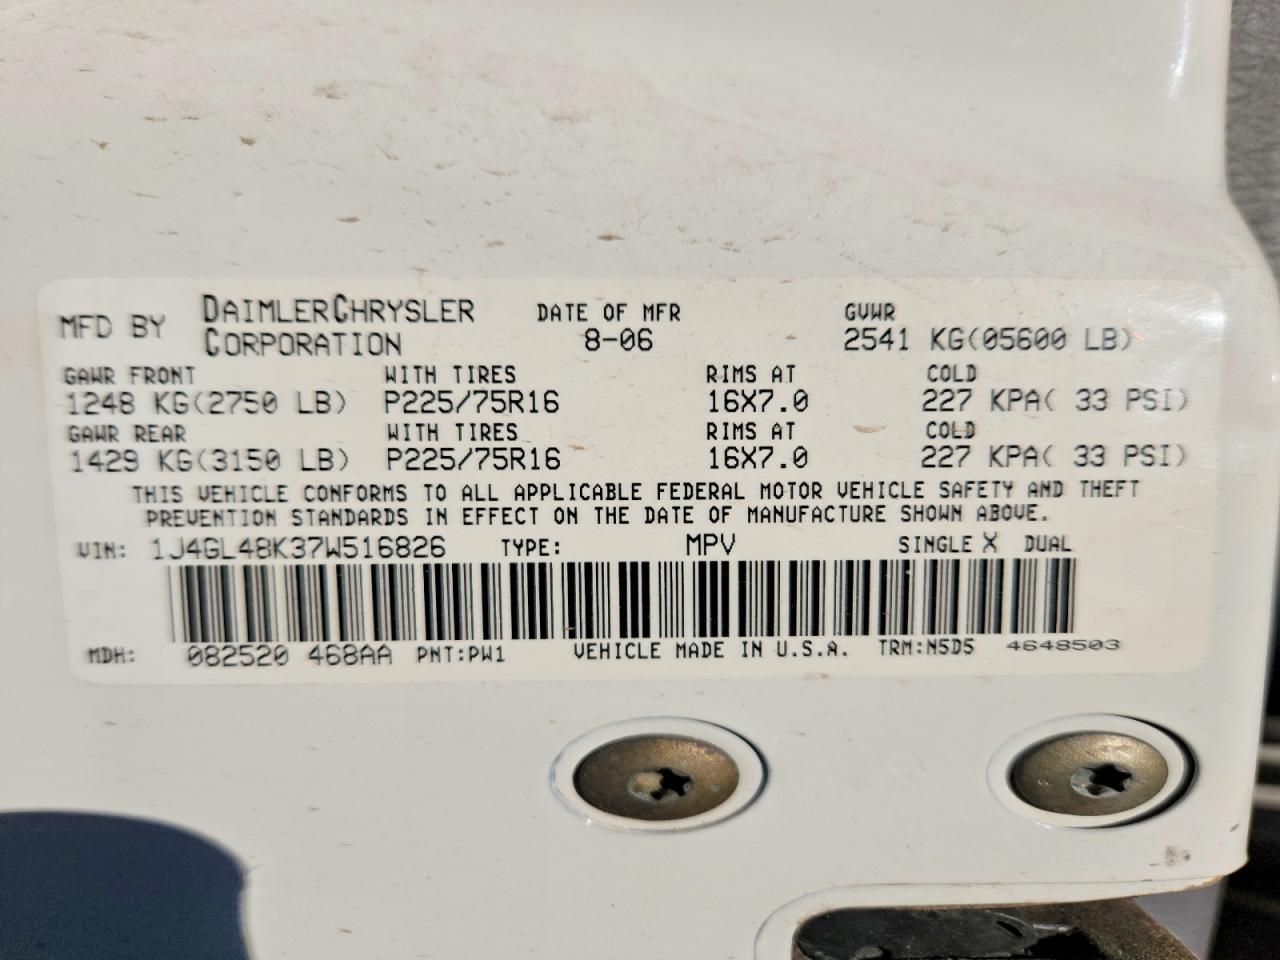 MFD BY DAIMLERCHRYSLER CORPORATION DATE OF MFR 8-06 GVWR 2541 KG(05600 LB)
GAWR FRONT WITH TIRES RIMS AT COLD
1248 KG(2750 LB) P225/75R16 16X7.0 227 KPA( 33 PSI)
GAWR REAR WITH TIRES RIMS AT COLD
1429 KG(3150 LB) P225/75R16 16X7.0 227 KPA( 33 PSI)
THIS VEHICLE CONFORMS TO ALL APPLICABLE FEDERAL MOTOR VEHICLE SAFETY AND THEFT
PREVENTION STANDARDS IN EFFECT ON THE DATE OF MANUFACTURE SHOWN ABOVE.
VIN: 1J4GL48K37W516826 TYPE: MPV SINGLE X DUAL
MDH: 082520 468AA PNT:PW1 VEHICLE MADE IN U.S.A. TRM:N5D5 4648503